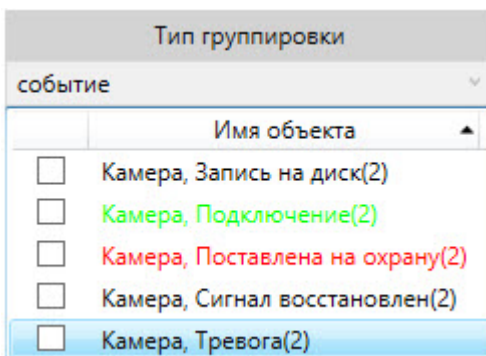 Тип группировки
событие
Имя объекта
Камера, Запись на диск(2)
Камера, Подключение(2)
Камера, Поставлена на охрану(2)
Камера, Сигнал восстановлен(2)
Камера, Тревога(2)